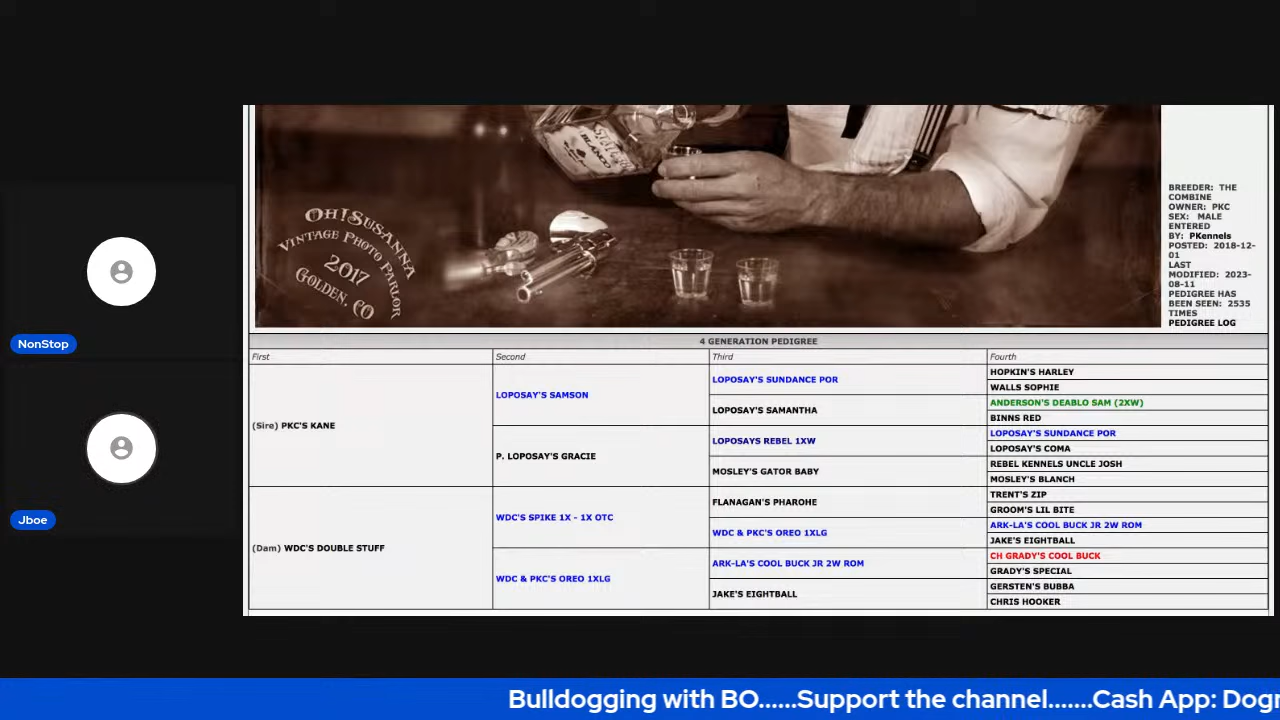 BLANCO
OH! SUSANNA
VINTAGE PHOTO PARLOR
2017
GOLDEN, CO
BREEDER: THE
COMBINE
OWNER: PKC
SEX: MALE
ENTERED
BY: PKennels
POSTED: 2018-12-
01
LAST
MODIFIED: 2023-
08-11
PEDIGREE HAS
BEEN SEEN: 2535
TIMES
PEDIGREE LOG
NonStop
Jboe
4 GENERATION PEDIGREE
First Second Third Fourth
(Sire) PKC'S KANE
LOPOSAY'S SAMSON
LOPOSAY'S SUNDANCE POR
HOPKIN'S HARLEY
WALLS SOPHIE
LOPOSAY'S SAMANTHA
ANDERSON'S DEABLO SAM (2XW)
BINNS RED
P. LOPOSAY'S GRACIE
LOPOSAYS REBEL 1XW
LOPOSAY'S SUNDANCE POR
LOPOSAY'S COMA
MOSLEY'S GATOR BABY
REBEL KENNELS UNCLE JOSH
MOSLEY'S BLANCH
(Dam) WDC'S DOUBLE STUFF
WDC'S SPIKE 1X - 1X OTC
FLANAGAN'S PHAROHE
TRENT'S ZIP
GROOM'S LIL BITE
WDC & PKC'S OREO 1XLG
ARK-LA'S COOL BUCK JR 2W ROM
JAKE'S EIGHTBALL
WDC & PKC'S OREO 1XLG
ARK-LA'S COOL BUCK JR 2W ROM
CH GRADY'S COOL BUCK
GRADY'S SPECIAL
JAKE'S EIGHTBALL
GERSTEN'S BUBBA
CHRIS HOOKER
Bulldogging with BO......Support the channel.......Cash App: Dogr